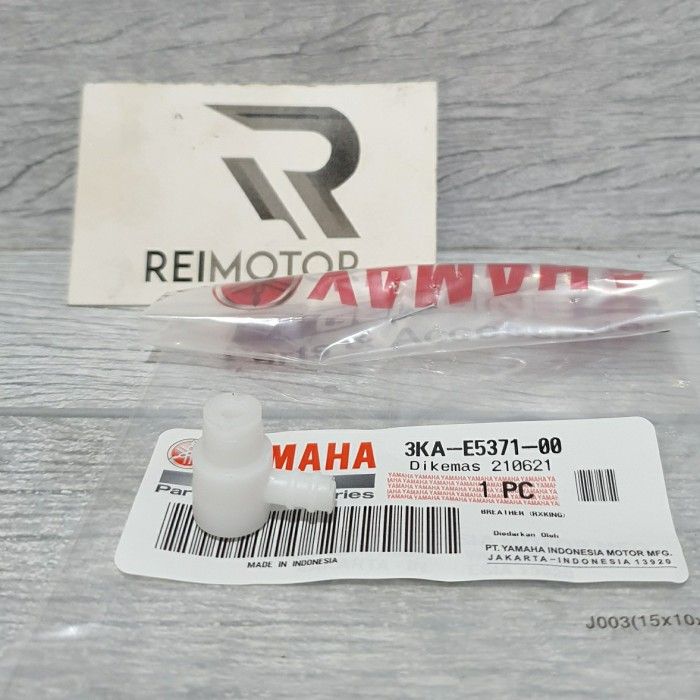 REIMOTOR
YAMAHA
YAMAHA
3KA-E5371-00
Dikemas 210621
1 PC
BREATHER (RXKING)
Diedarkan Oleh
PT. YAMAHA INDONESIA MOTOR MFG.
JAKARTA-INDONESIA 13920
MADE IN INDONESIA
J003(15x10